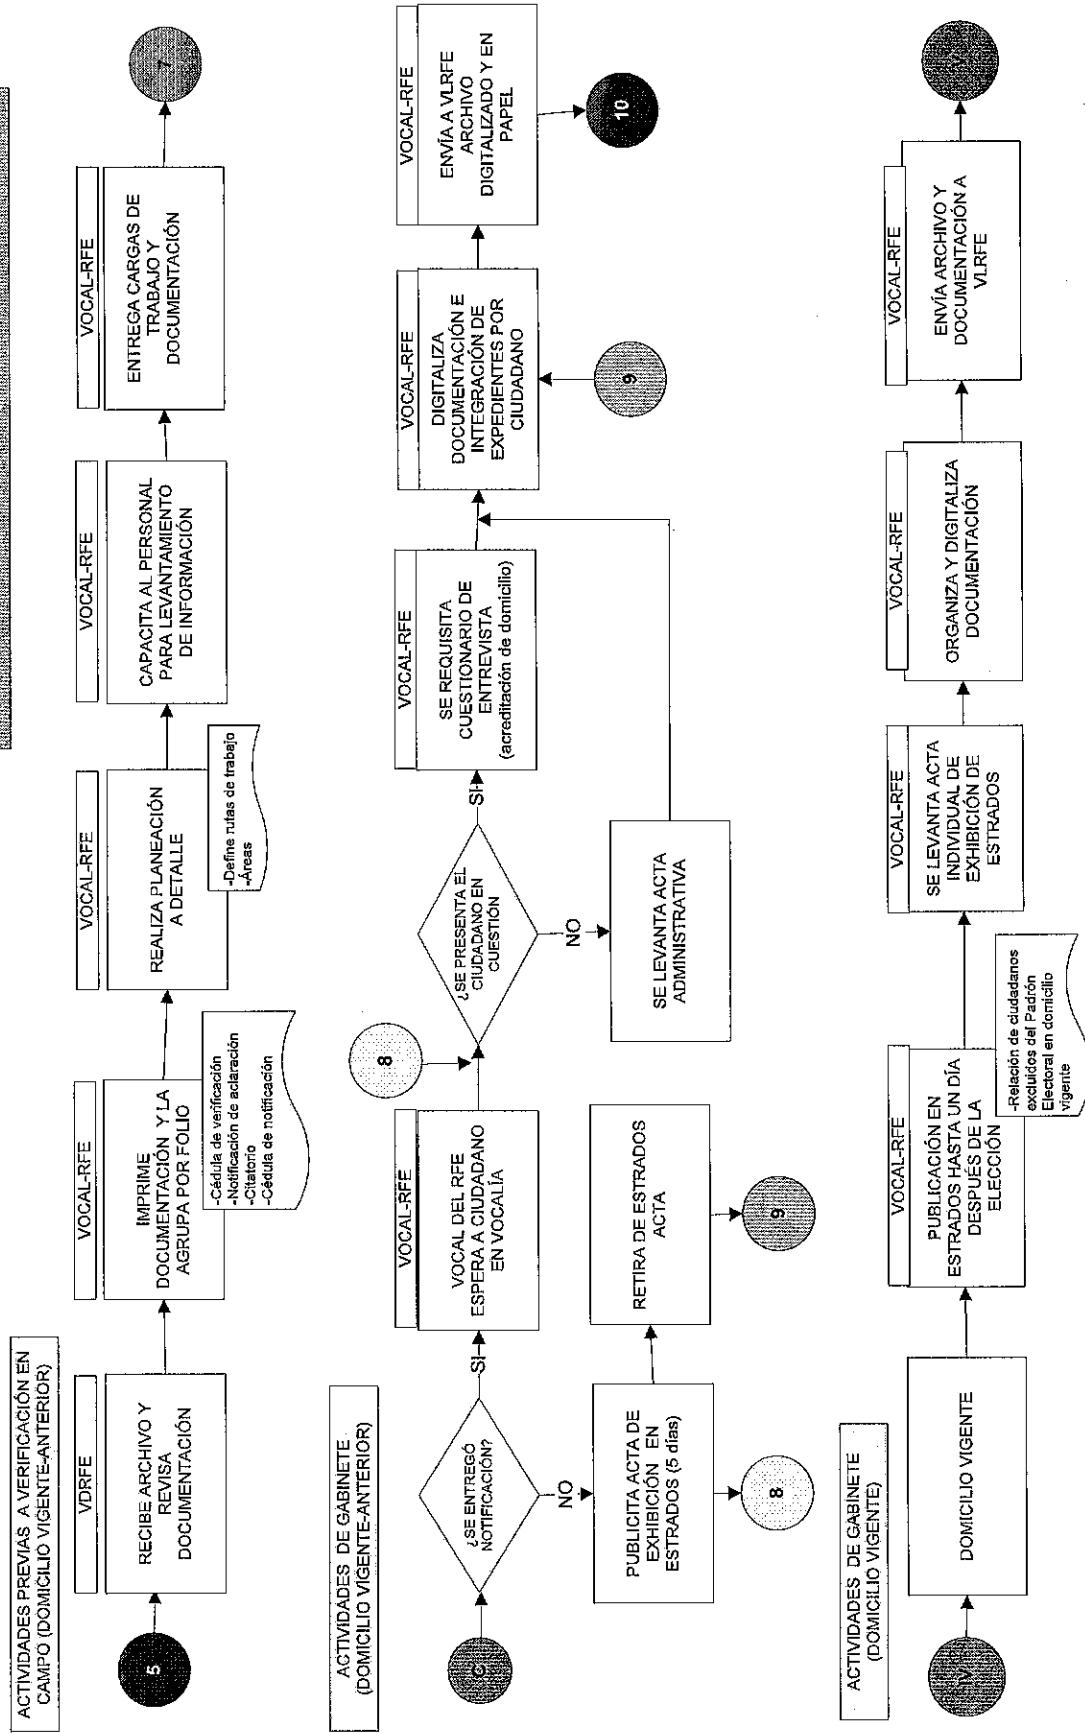 ACTIVIDADES PREVIAS A VERIFICACIÓN EN
CAMPO (DOMICILIO VIGENTE-ANTERIOR)
5
VDRFE
RECIBE ARCHIVO Y
REVISA
DOCUMENTACIÓN
VOCAL-RFE
IMPRIME
DOCUMENTACIÓN Y LA
AGRUPA POR FOLIO
-Cédula de verificación
-Notificación de aclaración
-Citatorio
-Cédula de notificación
VOCAL-RFE
REALIZA PLANEACIÓN
A DETALLE
-Define rutas de trabajo
-Áreas
VOCAL-RFE
CAPACITA AL PERSONAL
PARA LEVANTAMIENTO
DE INFORMACIÓN
VOCAL-RFE
ENTREGA CARGAS DE
TRABAJO Y
DOCUMENTACIÓN
7
ACTIVIDADES DE GABINETE
(DOMICILIO VIGENTE-ANTERIOR)
C
¿SE ENTREGÓ
NOTIFICACIÓN?
SI
NO
PUBLICITA ACTA DE
EXHIBICIÓN EN
ESTRADOS (5 días)
8
RETIRA DE ESTRADOS
ACTA
9
VOCAL-RFE
VOCAL DEL RFE
ESPERA A CIUDADANO
EN VOCALÍA
8
¿SE PRESENTA EL
CIUDADANO EN
CUESTIÓN
SI
NO
SE LEVANTA ACTA
ADMINISTRATIVA
VOCAL-RFE
SE REQUISITA
CUESTIONARIO DE
ENTREVISTA
(acreditación de domicilio)
VOCAL-RFE
DIGITALIZA
DOCUMENTACIÓN E
INTEGRACIÓN DE
EXPEDIENTES POR
CIUDADANO
9
VOCAL-RFE
ENVÍA A VLRFE
ARCHIVO
DIGITALIZADO Y EN
PAPEL
10
ACTIVIDADES DE GABINETE
(DOMICILIO VIGENTE)
IV
DOMICILIO VIGENTE
VOCAL-RFE
PUBLICACIÓN EN
ESTRADOS HASTA UN DÍA
DESPUÉS DE LA
ELECCIÓN
-Relación de ciudadanos
excluidos del Padrón
Electoral en domicilio
vigente
VOCAL-RFE
SE LEVANTA ACTA
INDIVIDUAL DE
EXHIBICIÓN DE
ESTRADOS
VOCAL-RFE
ORGANIZA Y DIGITALIZA
DOCUMENTACIÓN
VOCAL-RFE
ENVÍA ARCHIVO Y
DOCUMENTACIÓN A
VLRFE
V